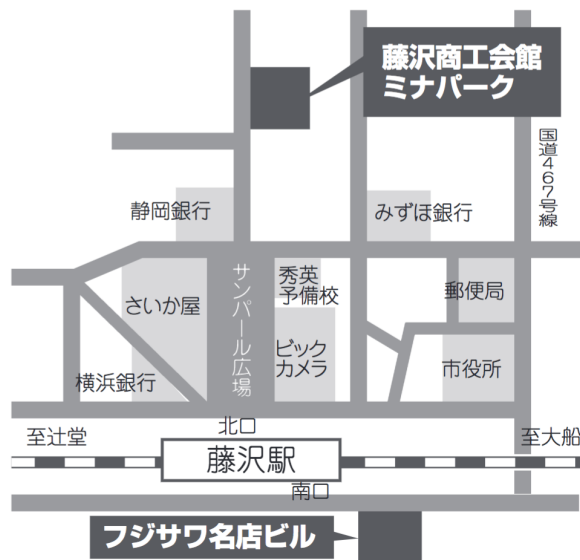 藤沢商工会館
ミナパーク
国道467号線
静岡銀行
みずほ銀行
サンパール広場
秀英
予備校
郵便局
さいか屋
ビック
カメラ
市役所
横浜銀行
北口
至辻堂
至大船
藤沢駅
南口
フジサワ名店ビル